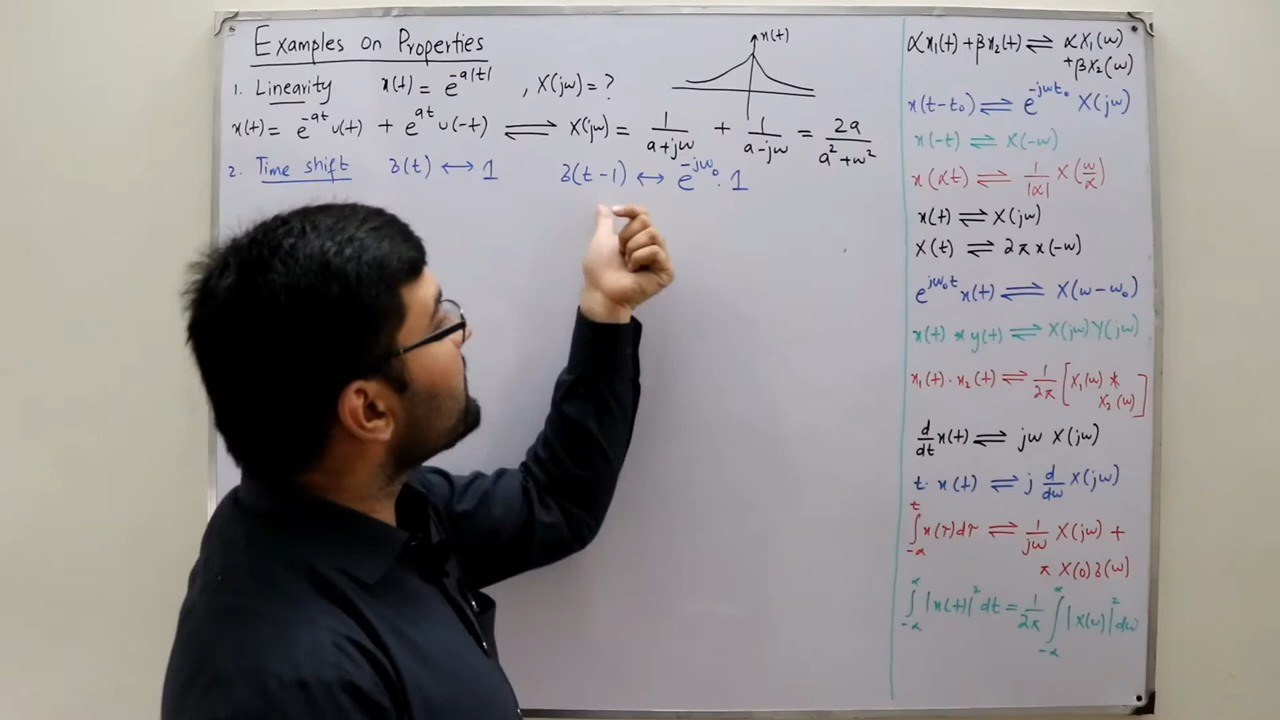 Examples On Properties
1. Linearity x(t) = e^{-a|t|} , X(jω) = ?
x(t)
x(t) = e^{-at} u(t) + e^{at} u(-t) ⇌ X(jω) = 1/(a+jω) + 1/(a-jω) = 2a/(a²+ω²)
2. Time shift δ(t) ↔ 1 δ(t-1) ↔ e^{-jω₀} . 1
αx₁(t) + βx₂(t) ⇌ αX₁(ω)
+βX₂(ω)
x(t-t₀) ⇌ e^{-jωt₀} X(jω)
x(-t) ⇌ X(-ω)
x(αt) ⇌ 1/|α| X(ω/α)
x(t) ⇌ X(jω)
X(t) ⇌ 2π x(-ω)
e^{jω₀t} x(t) ⇌ X(ω-ω₀)
x(t) * y(t) ⇌ X(jω) Y(jω)
x₁(t) . x₂(t) ⇌ 1/2π [X₁(ω) *
X₂(ω)]
d/dt x(t) ⇌ jω X(jω)
t. x(t) ⇌ j d/dω X(jω)
∫_{-∞}^{t} x(τ)dτ ⇌ 1/jω X(jω) +
π X(0)δ(ω)
∫_{-∞}^{∞} |x(t)|² dt = 1/2π ∫_{-∞}^{∞} |X(ω)|² dω